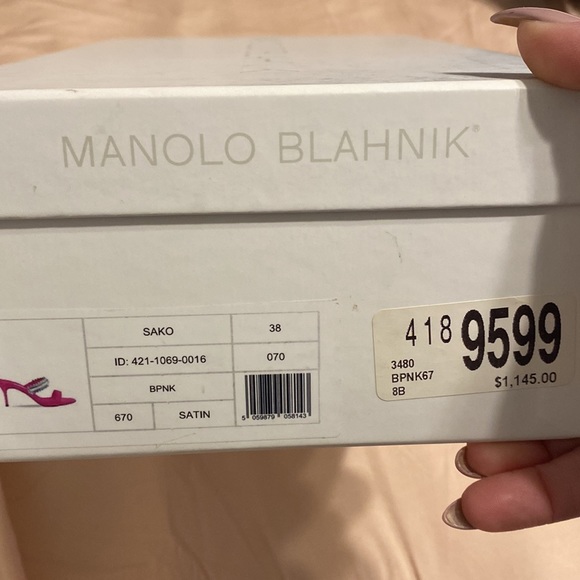 MANOLO BLAHNIK®
SAKO 38
ID: 421-1069-0016 070
BPNK
670 SATIN
5 059879 058143
418 9599
3480
BPNK67
8B
$1,145.00